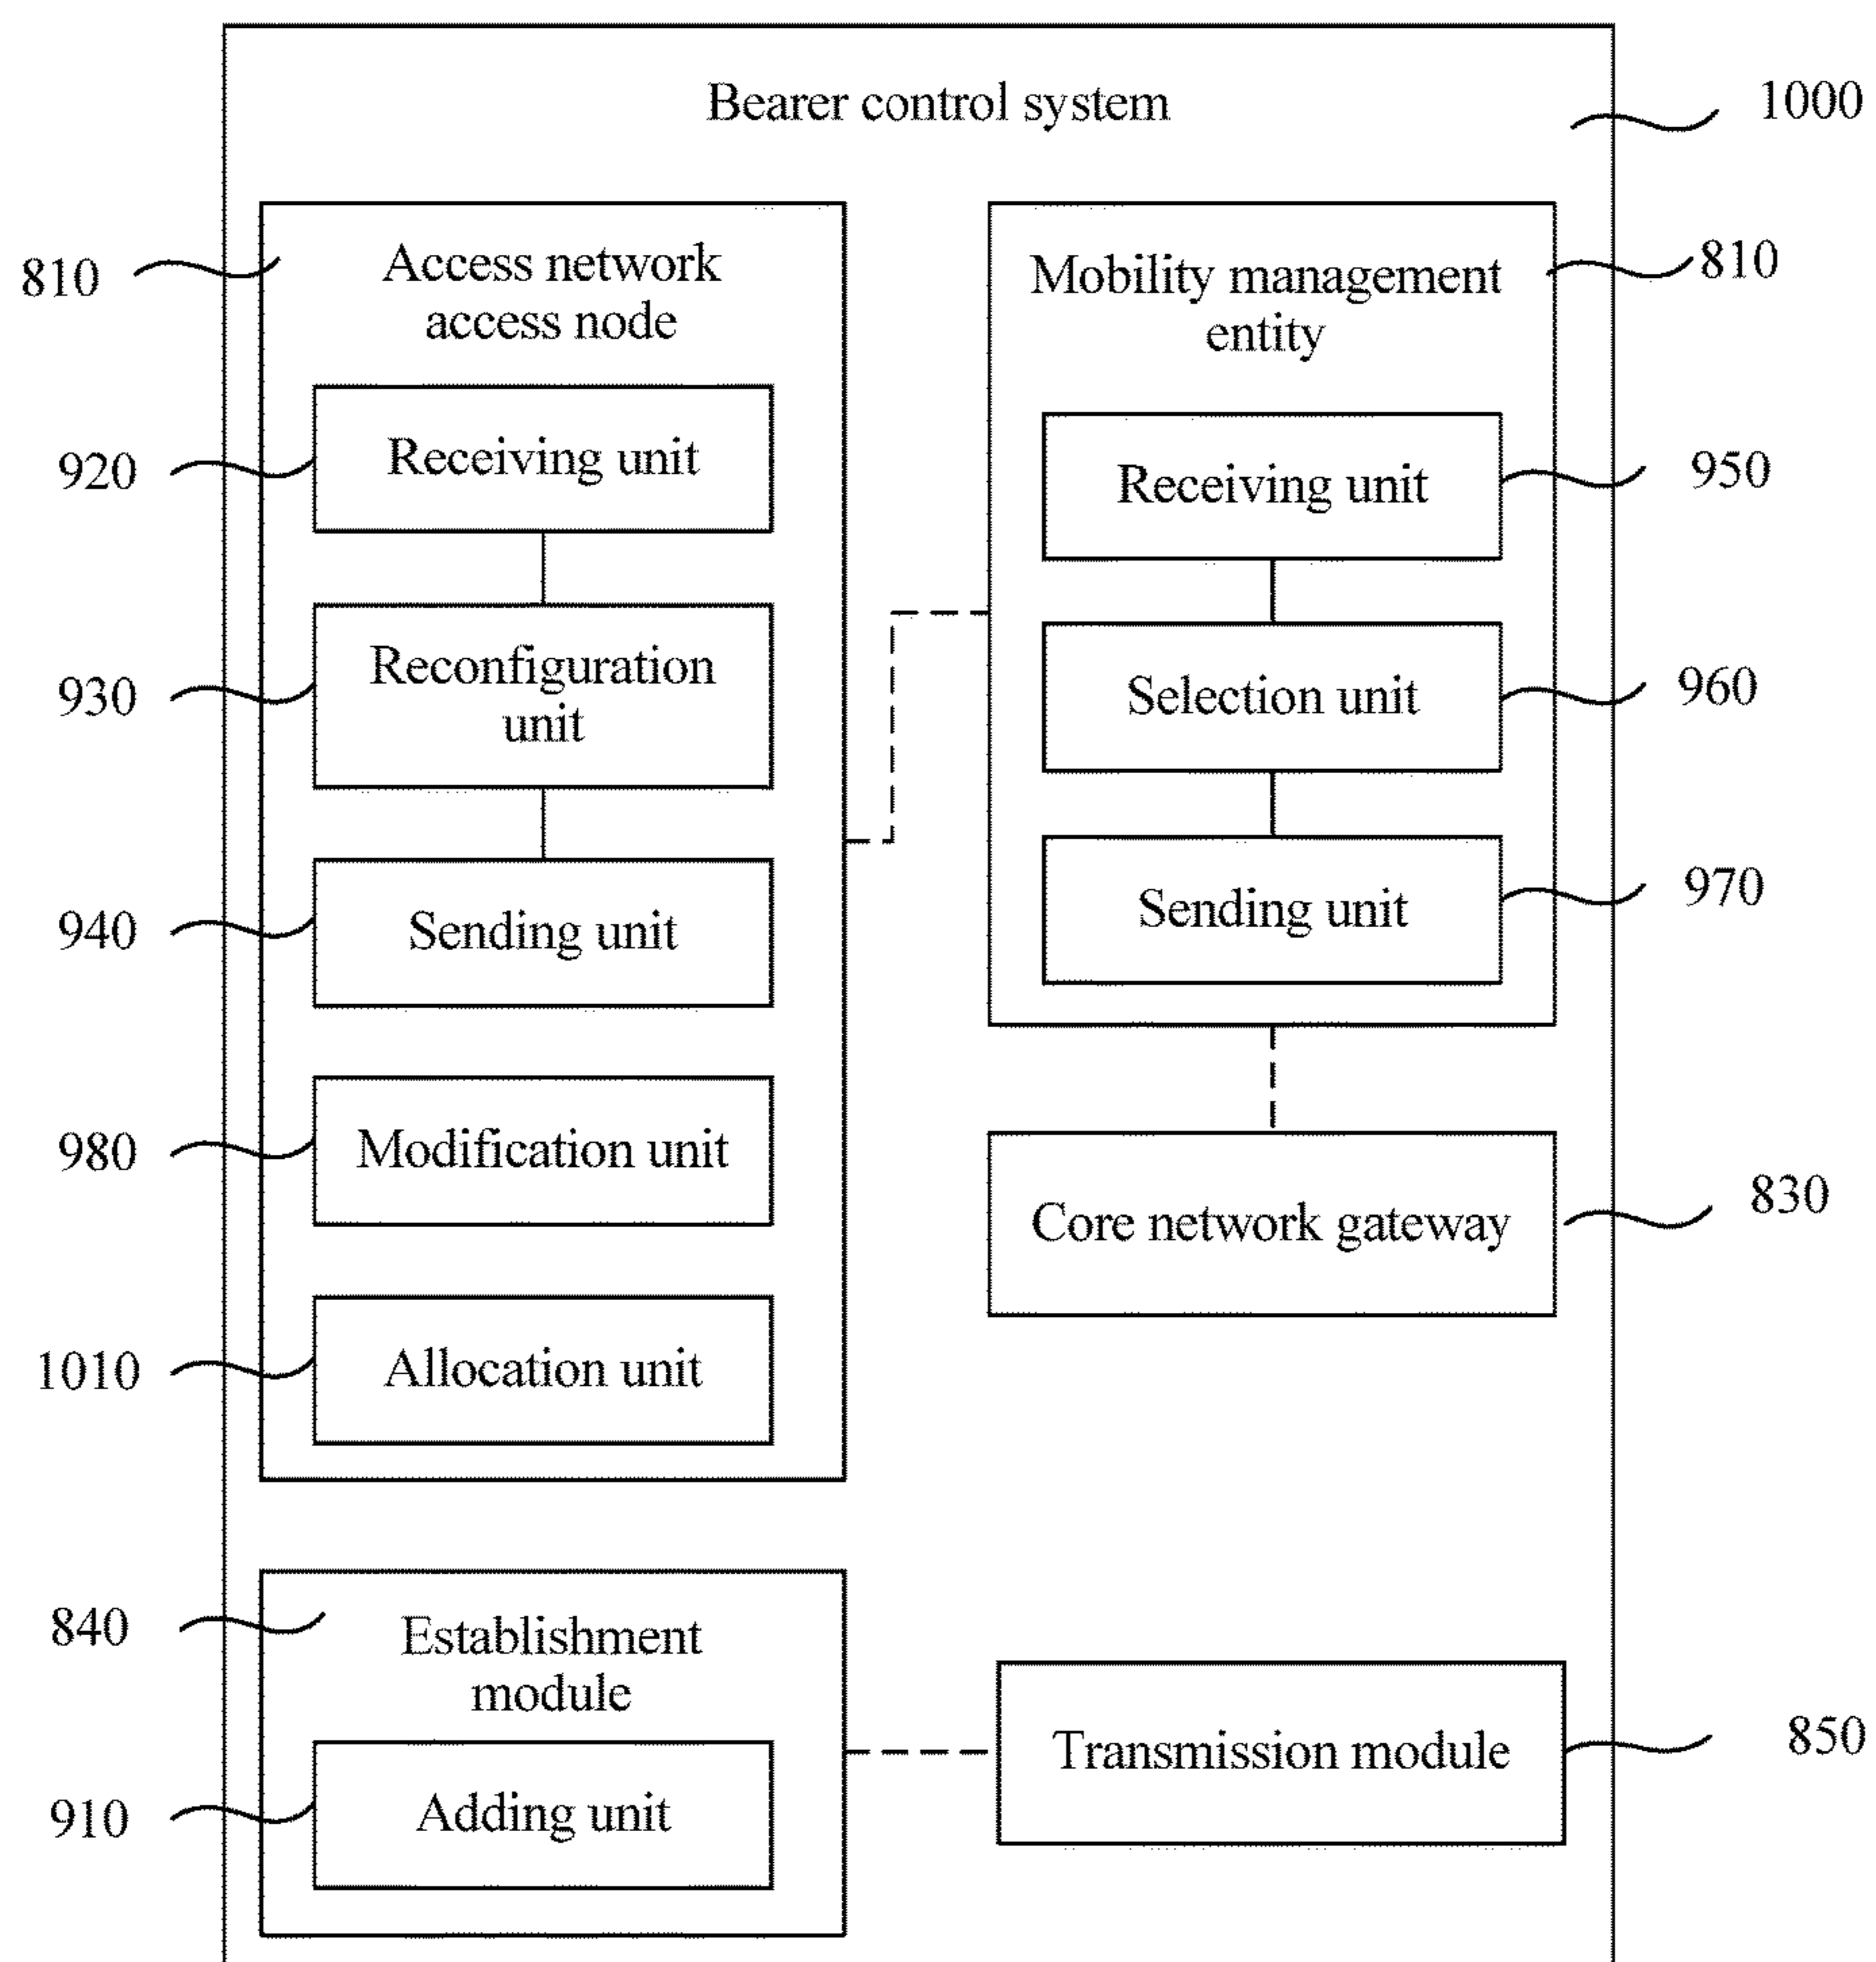 Bearer control system
1000
810
Access network
access node
920
Receiving unit
930
Reconfiguration
unit
940
Sending unit
980
Modification unit
1010
Allocation unit
Mobility management
entity
810
Receiving unit
950
Selection unit
960
Sending unit
970
Core network gateway
830
840
Establishment
module
910
Adding unit
Transmission module
850